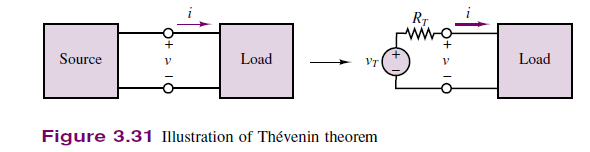 i
R_T
i
+
+
+
Source
v
Load
v_T
v
Load
−
−
−
Figure 3.31 Illustration of Thévenin theorem